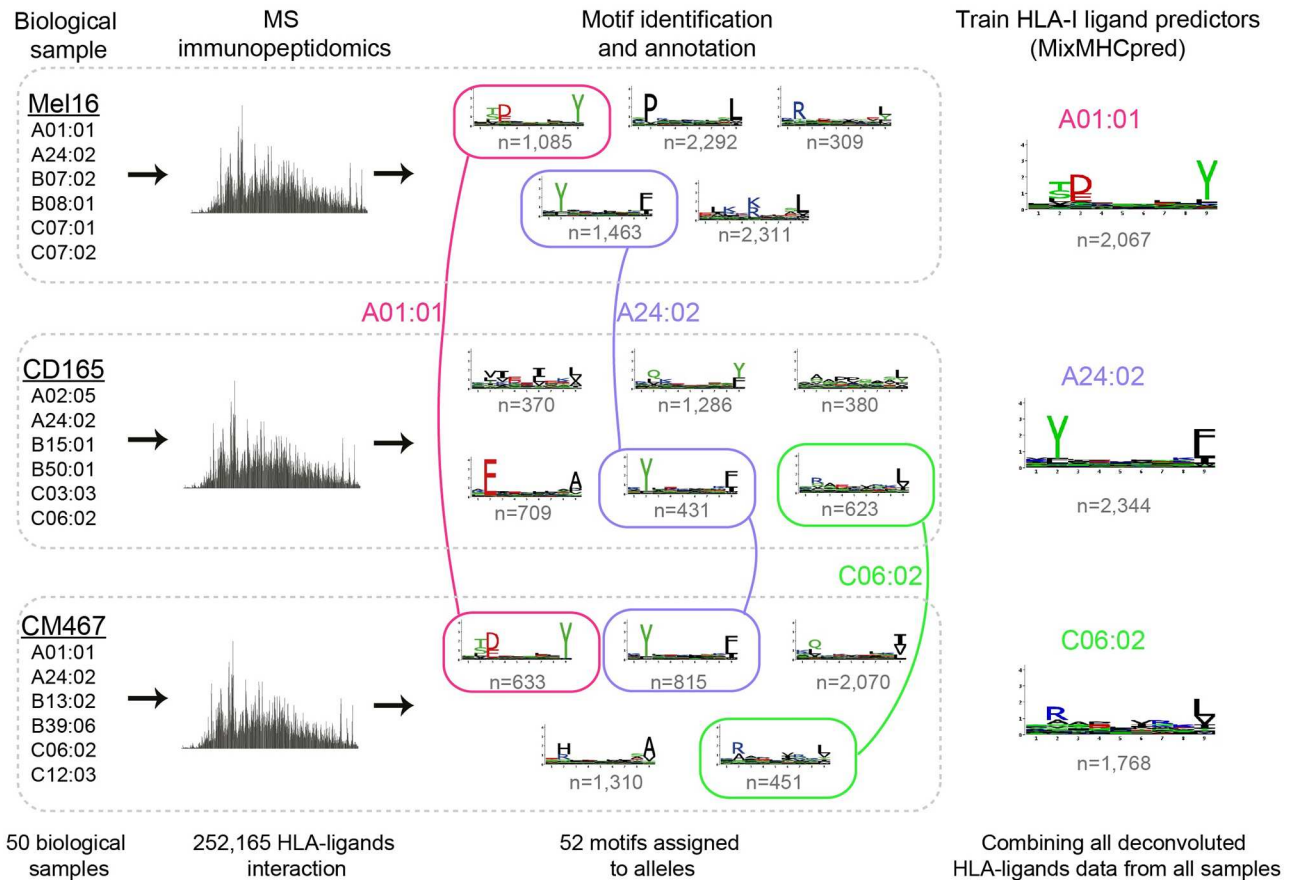 Biological
sample
MS
immunopeptidomics
Motif identification
and annotation
Train HLA-I ligand predictors
(MixMHCpred)
Mel16
A01:01
A24:02
B07:02
B08:01
C07:01
C07:02
n=1,085
n=2,292
n=309
n=1,463
n=2,311
A01:01
n=2,067
A01:01
A24:02
CD165
A02:05
A24:02
B15:01
B50:01
C03:03
C06:02
n=370
n=1,286
n=380
n=709
n=431
n=623
A24:02
n=2,344
C06:02
CM467
A01:01
A24:02
B13:02
B39:06
C06:02
C12:03
n=633
n=815
n=2,070
n=1,310
n=451
C06:02
n=1,768
50 biological
samples
252,165 HLA-ligands
interaction
52 motifs assigned
to alleles
Combining all deconvoluted
HLA-ligands data from all samples